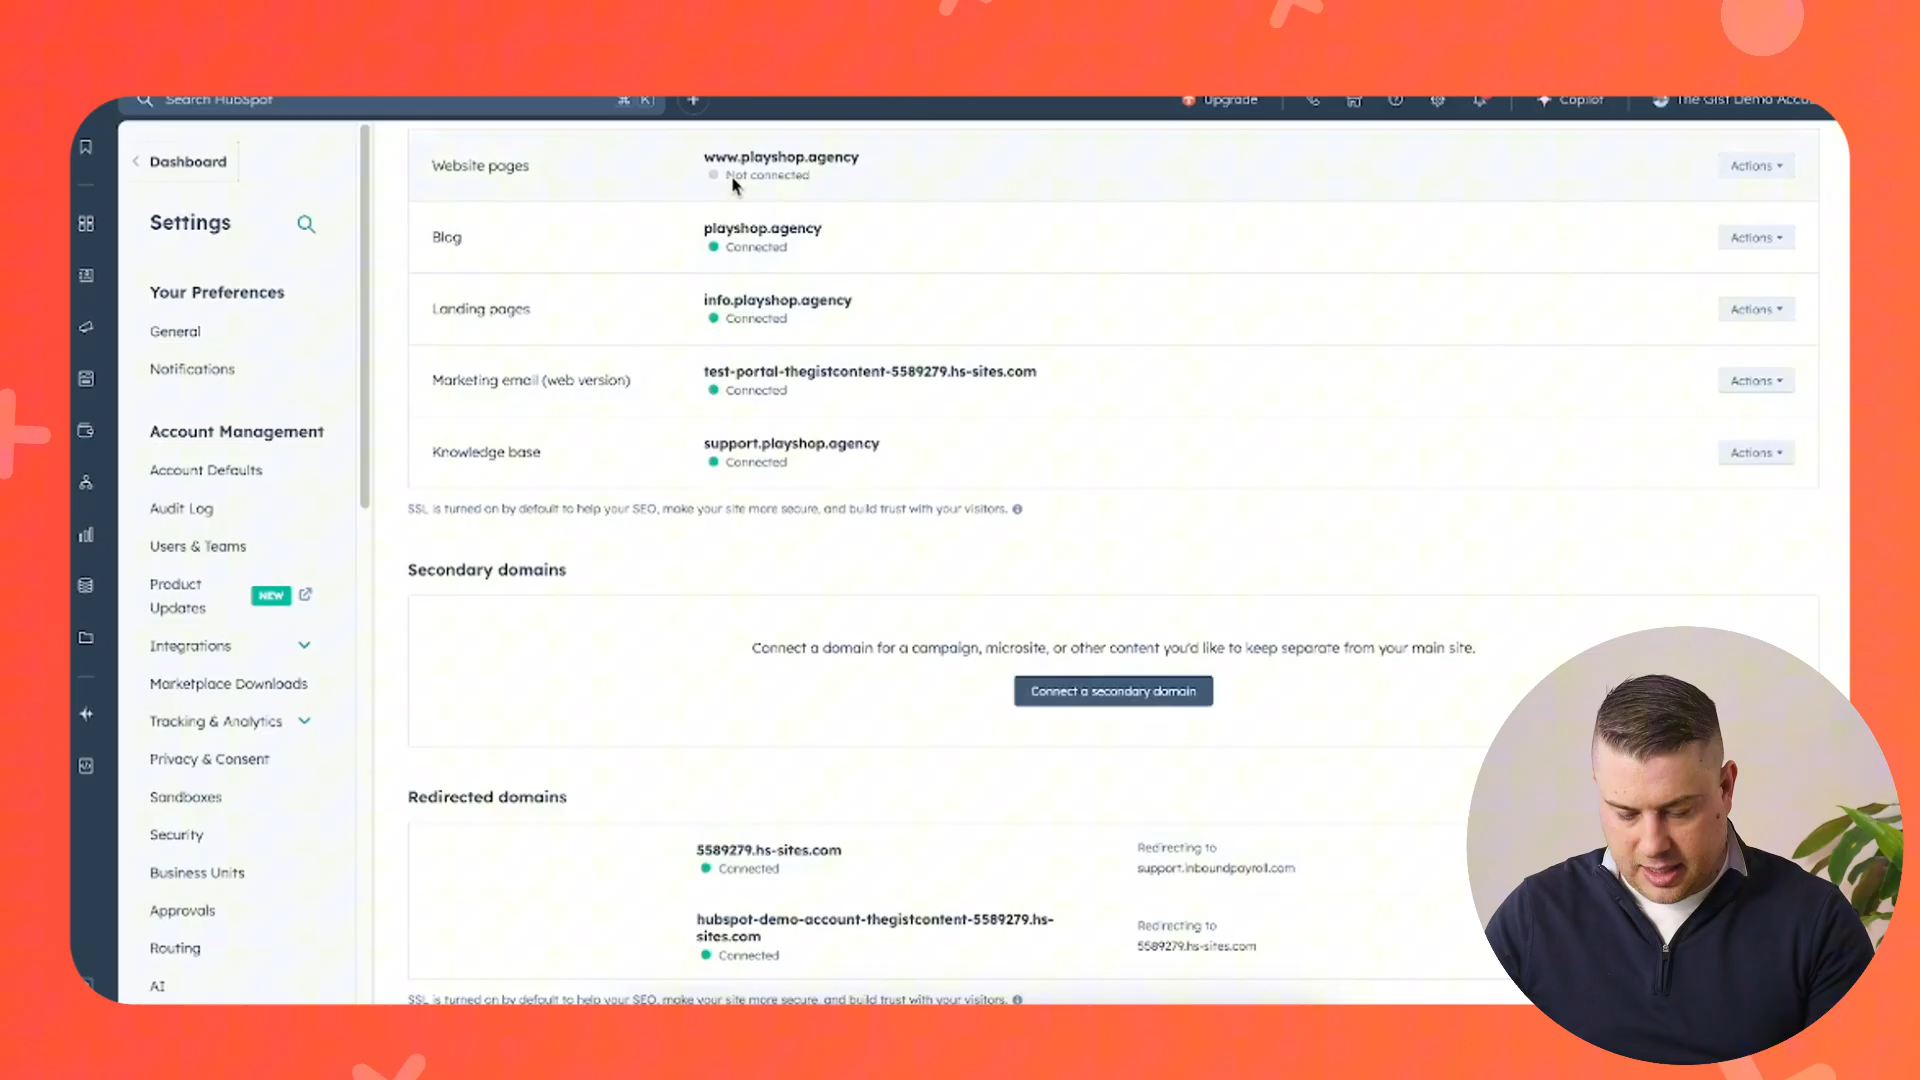 Search HubSpot
⌘ K
+
Upgrade
Copilot
The Gist Demo Accou
Dashboard
Settings
Your Preferences
General
Notifications
Account Management
Account Defaults
Audit Log
Users & Teams
Product
Updates
NEW
Integrations
Marketplace Downloads
Tracking & Analytics
Privacy & Consent
Sandboxes
Security
Business Units
Approvals
Routing
AI
Website pages
www.playshop.agency
Not connected
Actions
Blog
playshop.agency
Connected
Actions
Landing pages
info.playshop.agency
Connected
Actions
Marketing email (web version)
test-portal-thegistcontent-5589279.hs-sites.com
Connected
Actions
Knowledge base
support.playshop.agency
Connected
Actions
SSL is turned on by default to help your SEO, make your site more secure, and build trust with your visitors.
Secondary domains
Connect a domain for a campaign, microsite, or other content you'd like to keep separate from your main site.
Connect a secondary domain
Redirected domains
5589279.hs-sites.com
Connected
Redirecting to
support.inboundpayroll.com
hubspot-demo-account-thegistcontent-5589279.hs-
sites.com
Connected
Redirecting to
5589279.hs-sites.com
SSL is turned on by default to help your SEO, make your site more secure, and build trust with your visitors.